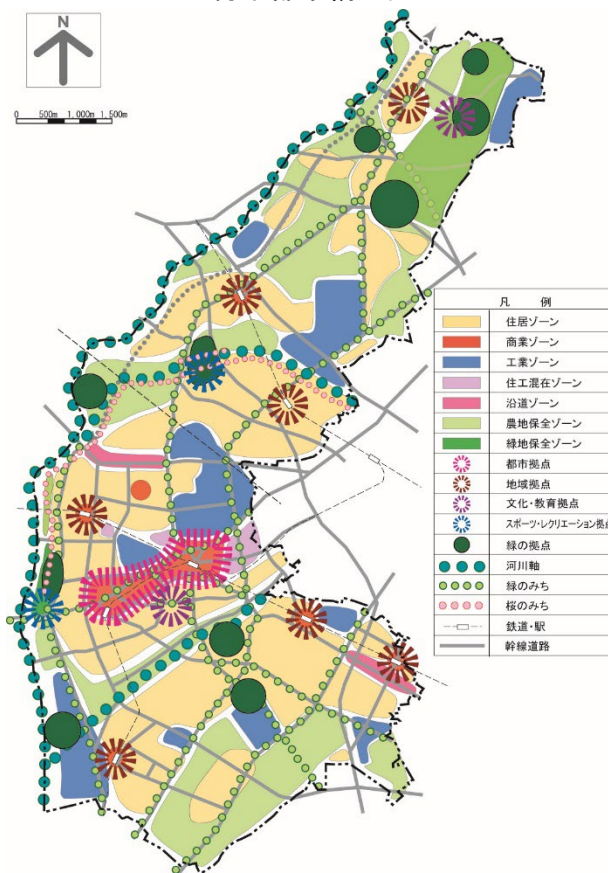 N
0 500m 1,000m 1,500m
凡 例
住居ゾーン
商業ゾーン
工業ゾーン
住工混在ゾーン
沿道ゾーン
農地保全ゾーン
緑地保全ゾーン
都市拠点
地域拠点
文化・教育拠点
スポーツ・レクリエーション拠点
緑の拠点
河川軸
緑のみち
桜のみち
鉄道・駅
幹線道路